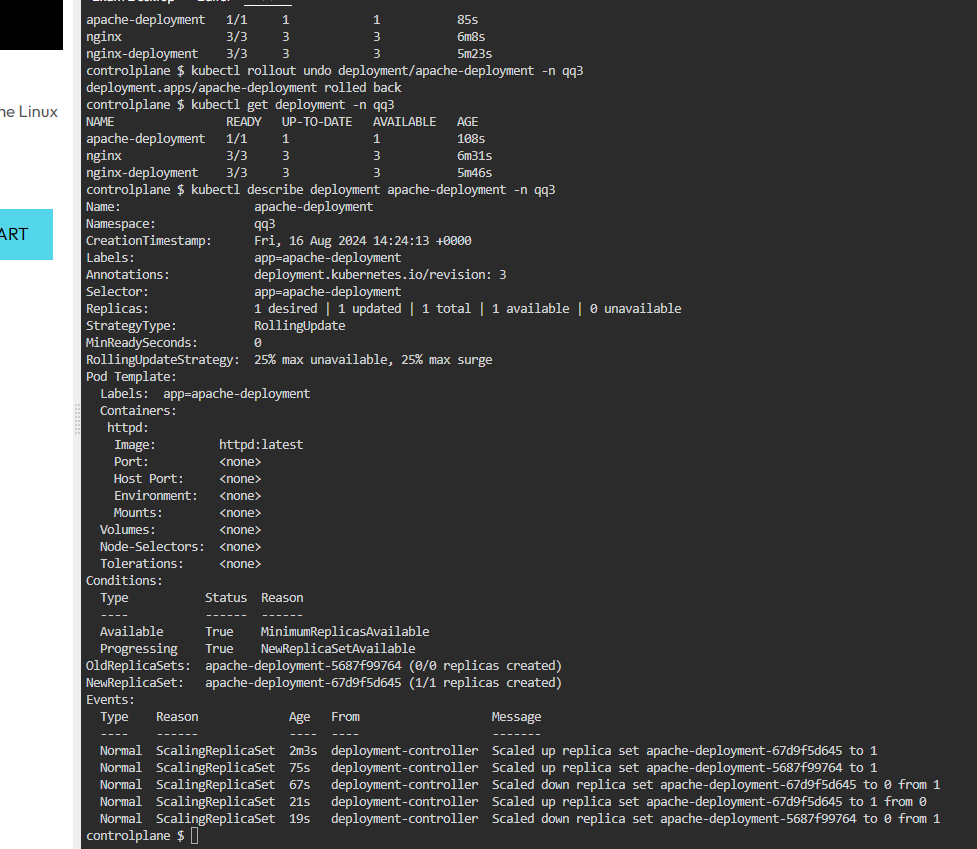 apache-deployment   1/1     1            1           85s
nginx               3/3     3            3           6m8s
nginx-deployment    3/3     3            3           5m23s
controlplane $ kubectl rollout undo deployment/apache-deployment -n qq3
deployment.apps/apache-deployment rolled back
controlplane $ kubectl get deployment -n qq3
NAME                READY   UP-TO-DATE   AVAILABLE   AGE
apache-deployment   1/1     1            1           108s
nginx               3/3     3            3           6m31s
nginx-deployment    3/3     3            3           5m46s
controlplane $ kubectl describe deployment apache-deployment -n qq3
Name:                   apache-deployment
Namespace:              qq3
CreationTimestamp:      Fri, 16 Aug 2024 14:24:13 +0000
Labels:                 app=apache-deployment
Annotations:            deployment.kubernetes.io/revision: 3
Selector:               app=apache-deployment
Replicas:               1 desired | 1 updated | 1 total | 1 available | 0 unavailable
StrategyType:           RollingUpdate
MinReadySeconds:        0
RollingUpdateStrategy:  25% max unavailable, 25% max surge
Pod Template:
  Labels:  app=apache-deployment
  Containers:
   httpd:
    Image:         httpd:latest
    Port:          <none>
    Host Port:     <none>
    Environment:   <none>
    Mounts:        <none>
  Volumes:         <none>
  Node-Selectors:  <none>
  Tolerations:     <none>
Conditions:
  Type           Status  Reason
  ----           ------  ------
  Available      True    MinimumReplicasAvailable
  Progressing    True    NewReplicaSetAvailable
OldReplicaSets:  apache-deployment-5687f99764 (0/0 replicas created)
NewReplicaSet:   apache-deployment-67d9f5d645 (1/1 replicas created)
Events:
  Type    Reason             Age   From                   Message
  ----    ------             ----  ----                   -------
  Normal  ScalingReplicaSet  2m3s  deployment-controller  Scaled up replica set apache-deployment-67d9f5d645 to 1
  Normal  ScalingReplicaSet  75s   deployment-controller  Scaled up replica set apache-deployment-5687f99764 to 1
  Normal  ScalingReplicaSet  67s   deployment-controller  Scaled down replica set apache-deployment-67d9f5d645 to 0 from 1
  Normal  ScalingReplicaSet  21s   deployment-controller  Scaled up replica set apache-deployment-67d9f5d645 to 1 from 0
  Normal  ScalingReplicaSet  19s   deployment-controller  Scaled down replica set apache-deployment-5687f99764 to 0 from 1
controlplane $
Linux